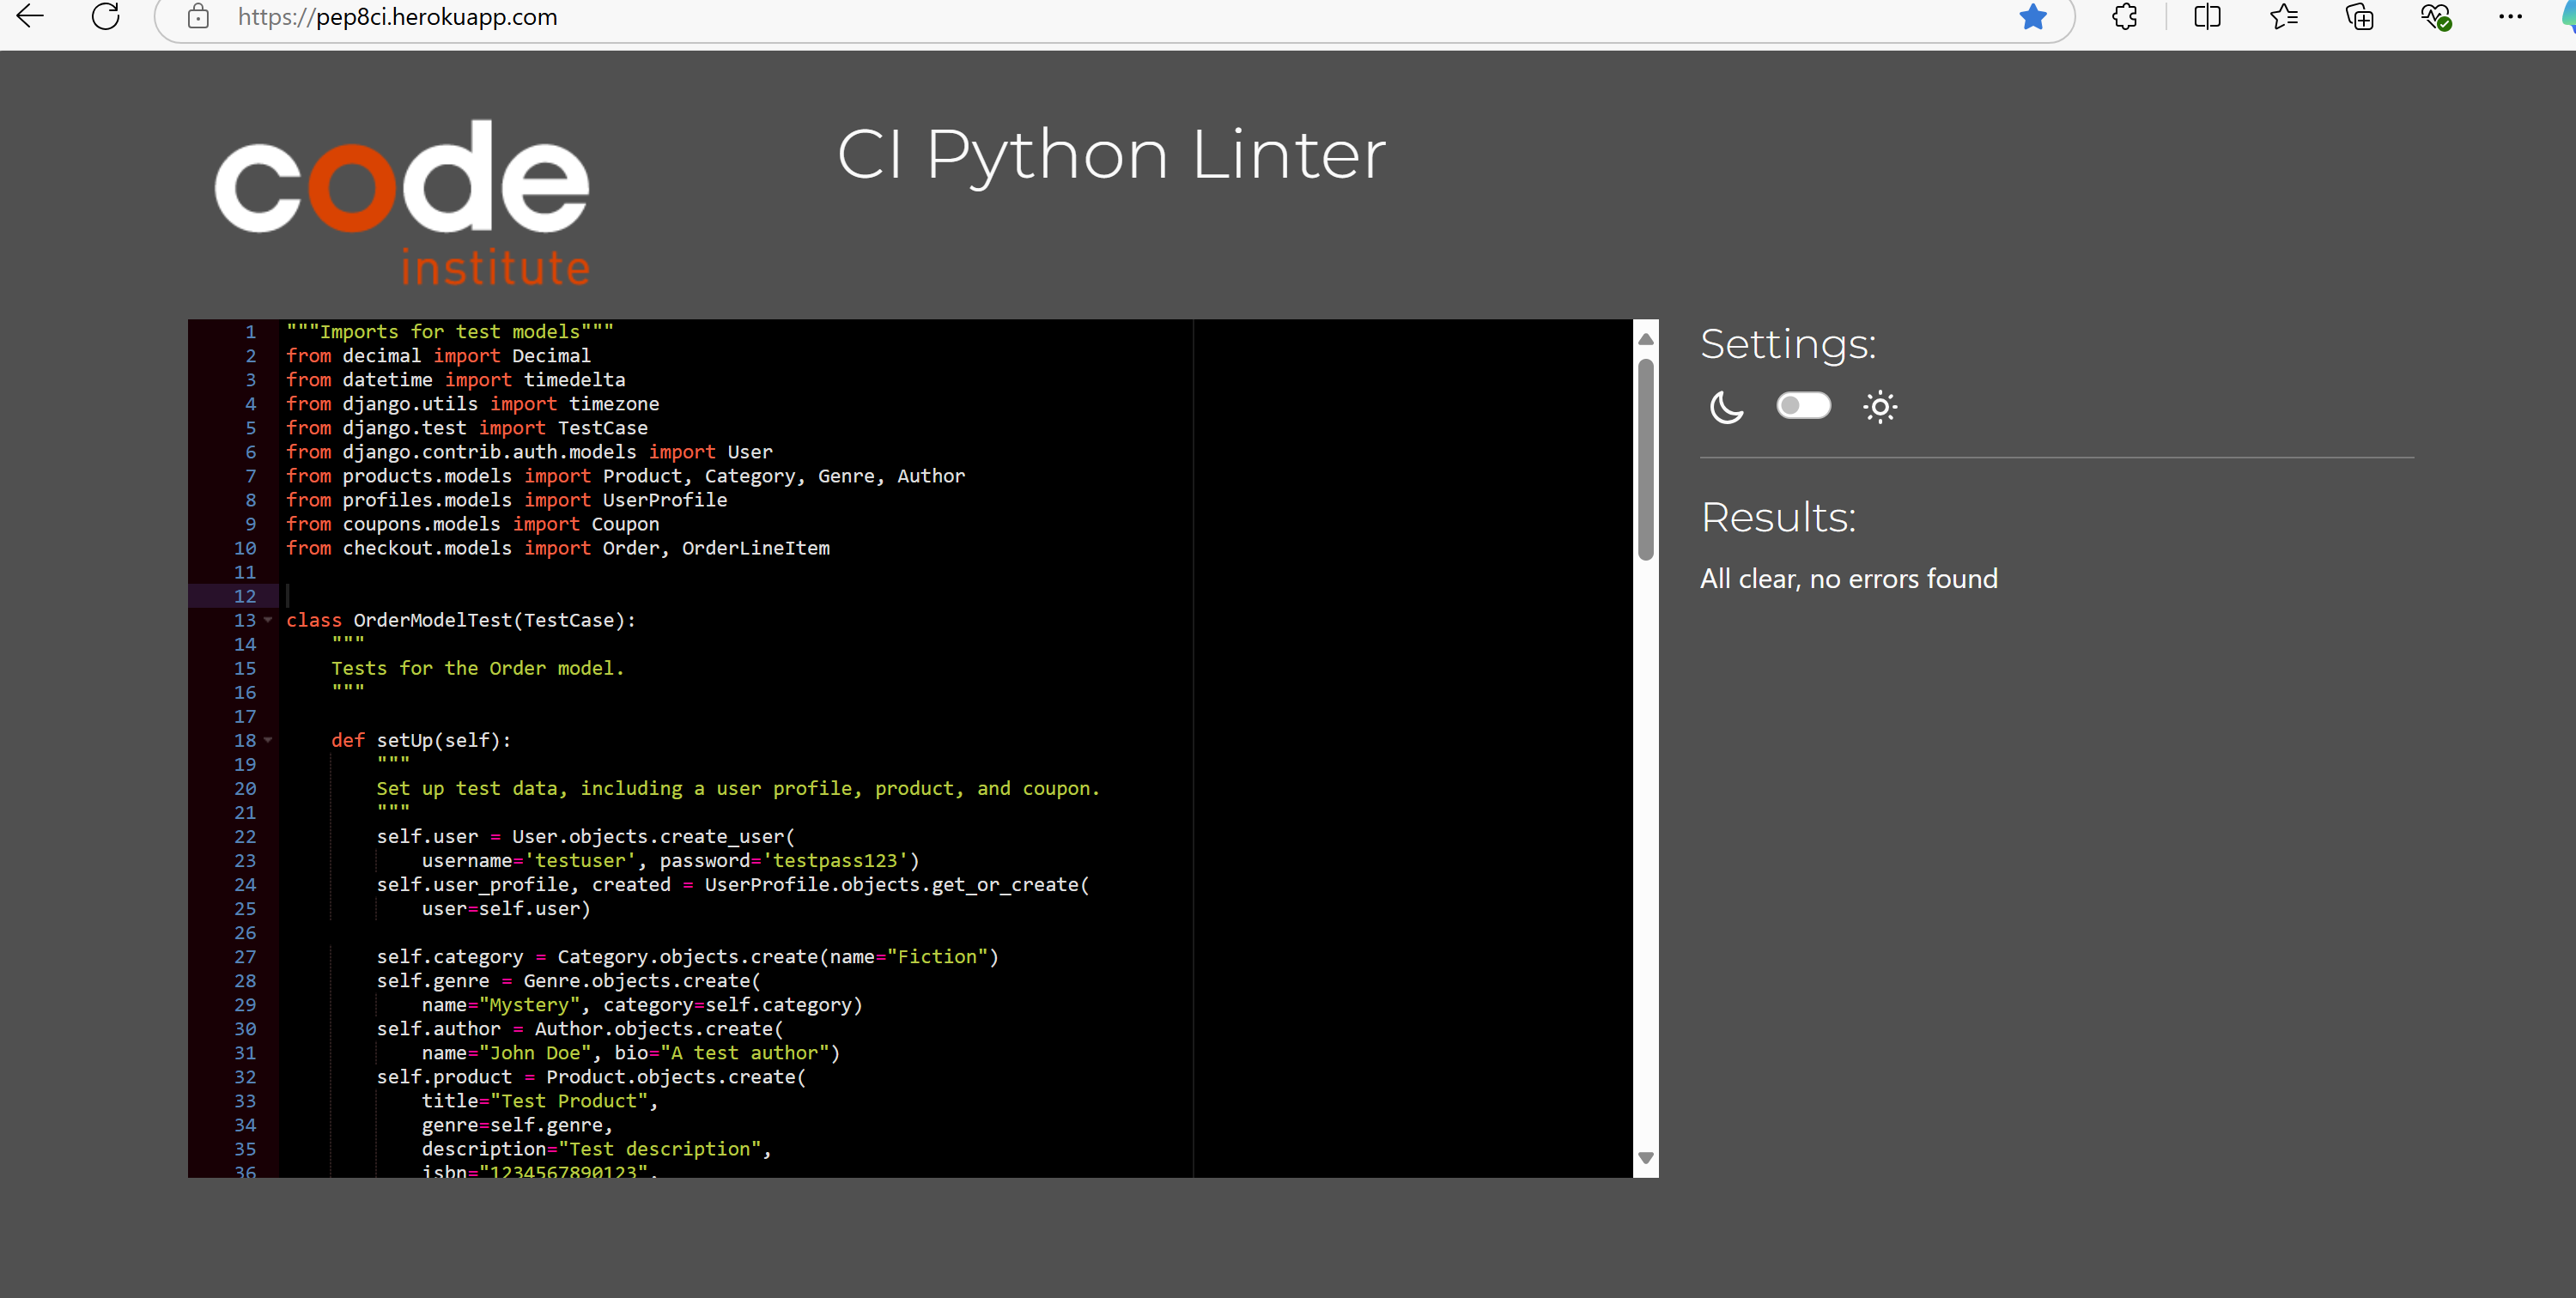 https://pep8ci.herokuapp.com
code
institute
CI Python Linter
1 """Imports for test models"""
2 from decimal import Decimal
3 from datetime import timedelta
4 from django.utils import timezone
5 from django.test import TestCase
6 from django.contrib.auth.models import User
7 from products.models import Product, Category, Genre, Author
8 from profiles.models import UserProfile
9 from coupons.models import Coupon
10 from checkout.models import Order, OrderLineItem
11
12
13 class OrderModelTest(TestCase):
14     """
15     Tests for the Order model.
16     """
17
18     def setUp(self):
19         """
20         Set up test data, including a user profile, product, and coupon.
21         """
22         self.user = User.objects.create_user(
23             username='testuser', password='testpass123')
24         self.user_profile, created = UserProfile.objects.get_or_create(
25             user=self.user)
26
27         self.category = Category.objects.create(name="Fiction")
28         self.genre = Genre.objects.create(
29             name="Mystery", category=self.category)
30         self.author = Author.objects.create(
31             name="John Doe", bio="A test author")
32         self.product = Product.objects.create(
33             title="Test Product",
34             genre=self.genre,
35             description="Test description",
36             isbn="1234567890123",
Settings:
Results:
All clear, no errors found